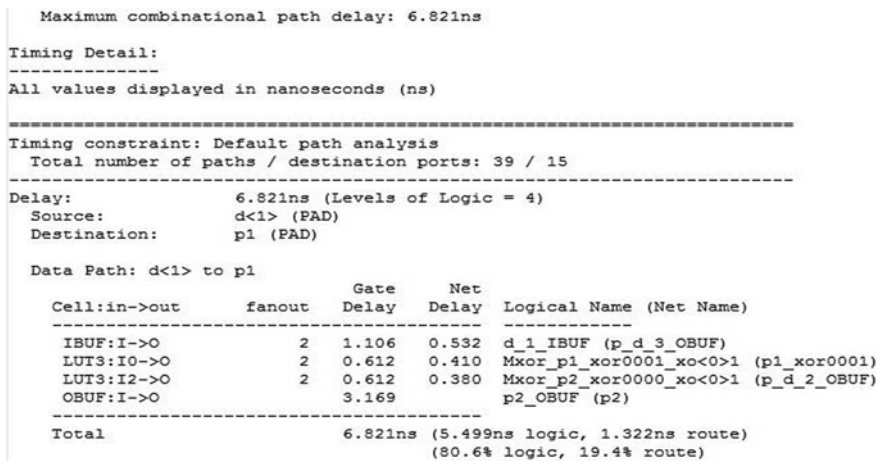 Maximum combinational path delay: 6.821ns
Timing Detail:
--------------
All values displayed in nanoseconds (ns)
=========================================================================
Timing constraint: Default path analysis
Total number of paths / destination ports: 39 / 15
-------------------------------------------------------------------------
Delay: 6.821ns (Levels of Logic = 4)
Source: d<1> (PAD)
Destination: p1 (PAD)
Data Path: d<1> to p1
Gate Net
Cell:in->out fanout Delay Delay Logical Name (Net Name)
---------------------------------------- ------------
IBUF:I->O 2 1.106 0.532 d_1_IBUF (p_d_3_OBUF)
LUT3:I0->O 2 0.612 0.410 Mxor_p1_xor0001_xo<0>1 (p1_xor0001)
LUT3:I2->O 2 0.612 0.380 Mxor_p2_xor0000_xo<0>1 (p_d_2_OBUF)
OBUF:I->O 3.169 p2_OBUF (p2)
----------------------------------------
Total 6.821ns (5.499ns logic, 1.322ns route)
(80.6% logic, 19.4% route)